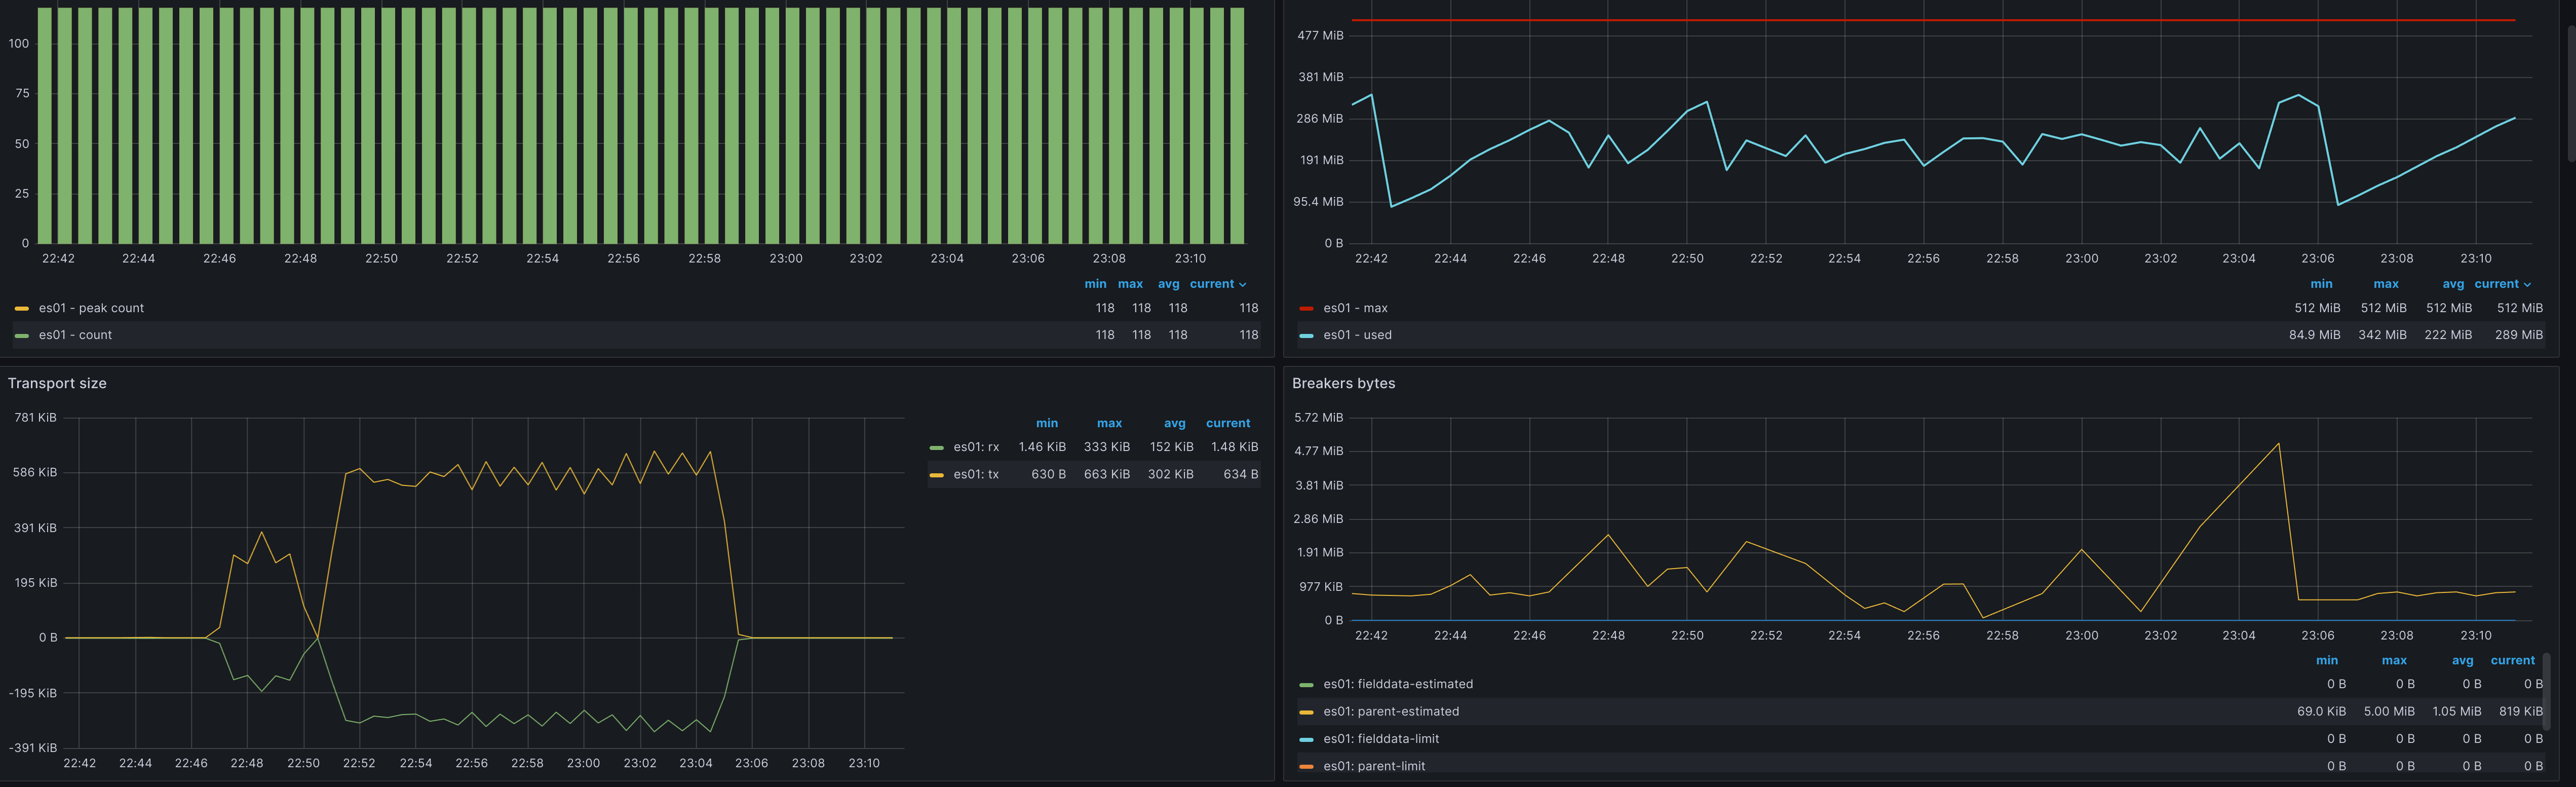 100
75
50
25
0
22:42 22:44 22:46 22:48 22:50 22:52 22:54 22:56 22:58 23:00 23:02 23:04 23:06 23:08 23:10
min max avg current
es01 - peak count 118 118 118 118
es01 - count 118 118 118 118
477 MiB
381 MiB
286 MiB
191 MiB
95.4 MiB
0 B
22:42 22:44 22:46 22:48 22:50 22:52 22:54 22:56 22:58 23:00 23:02 23:04 23:06 23:08 23:10
min max avg current
es01 - max 512 MiB 512 MiB 512 MiB 512 MiB
es01 - used 84.9 MiB 342 MiB 222 MiB 289 MiB
Transport size
781 KiB
586 KiB
391 KiB
195 KiB
0 B
-195 KiB
-391 KiB
22:42 22:44 22:46 22:48 22:50 22:52 22:54 22:56 22:58 23:00 23:02 23:04 23:06 23:08 23:10
min max avg current
es01: rx 1.46 KiB 333 KiB 152 KiB 1.48 KiB
es01: tx 630 B 663 KiB 302 KiB 634 B
Breakers bytes
5.72 MiB
4.77 MiB
3.81 MiB
2.86 MiB
1.91 MiB
977 KiB
0 B
22:42 22:44 22:46 22:48 22:50 22:52 22:54 22:56 22:58 23:00 23:02 23:04 23:06 23:08 23:10
min max avg current
es01: fielddata-estimated 0 B 0 B 0 B 0 B
es01: parent-estimated 69.0 KiB 5.00 MiB 1.05 MiB 819 KiB
es01: fielddata-limit 0 B 0 B 0 B 0 B
es01: parent-limit 0 B 0 B 0 B 0 B